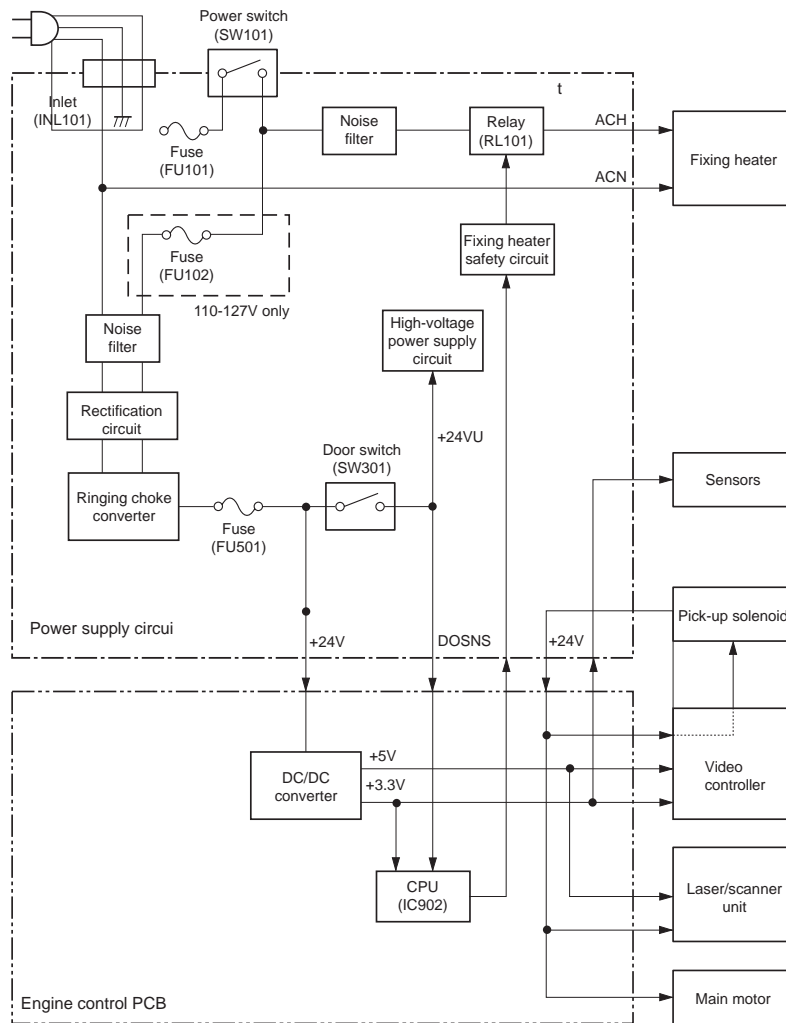 Power switch
(SW101)
Inlet
(INL101)
t
Fuse
(FU101)
Noise
filter
Relay
(RL101)
ACH
ACN
Fixing heater
Fuse
(FU102)
110-127V only
Fixing heater
safety circuit
Noise
filter
High-voltage
power supply
circuit
Rectification
circuit
+24VU
Door switch
(SW301)
Ringing choke
converter
Fuse
(FU501)
Sensors
Power supply circui
+24V
DOSNS
+24V
Pick-up solenoid
DC/DC
converter
+5V
+3.3V
Video
controller
CPU
(IC902)
Laser/scanner
unit
Engine control PCB
Main motor